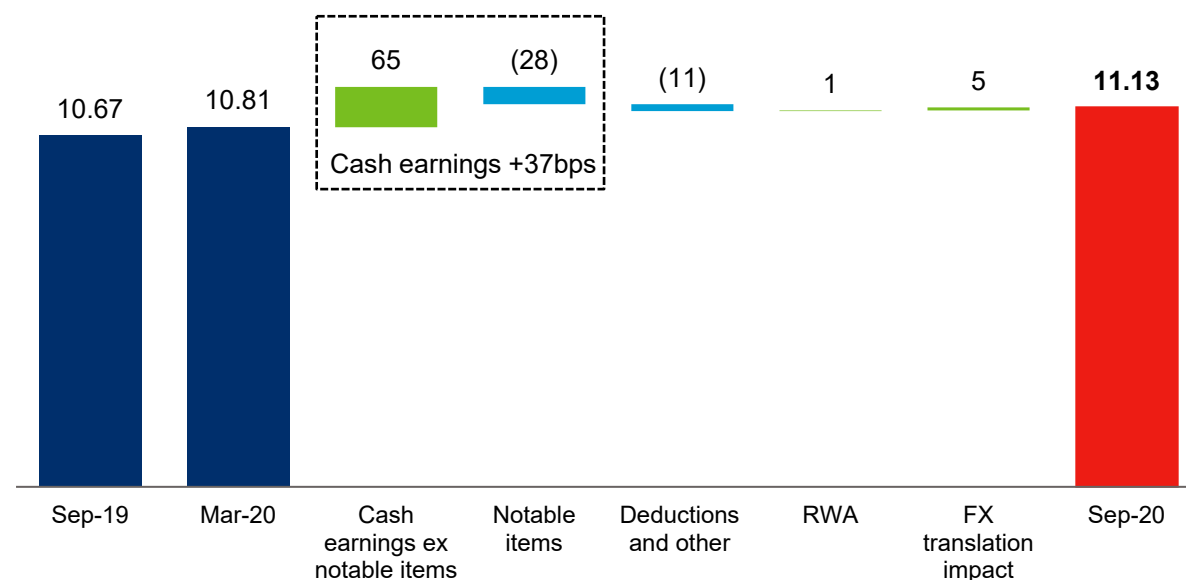 65
(28)
(11)
1
5
11.13
10.67
10.81
Cash earnings +37bps
Sep-19
Mar-20
Cash
earnings ex
notable items
Notable
items
Deductions
and other
RWA
FX
translation
impact
Sep-20